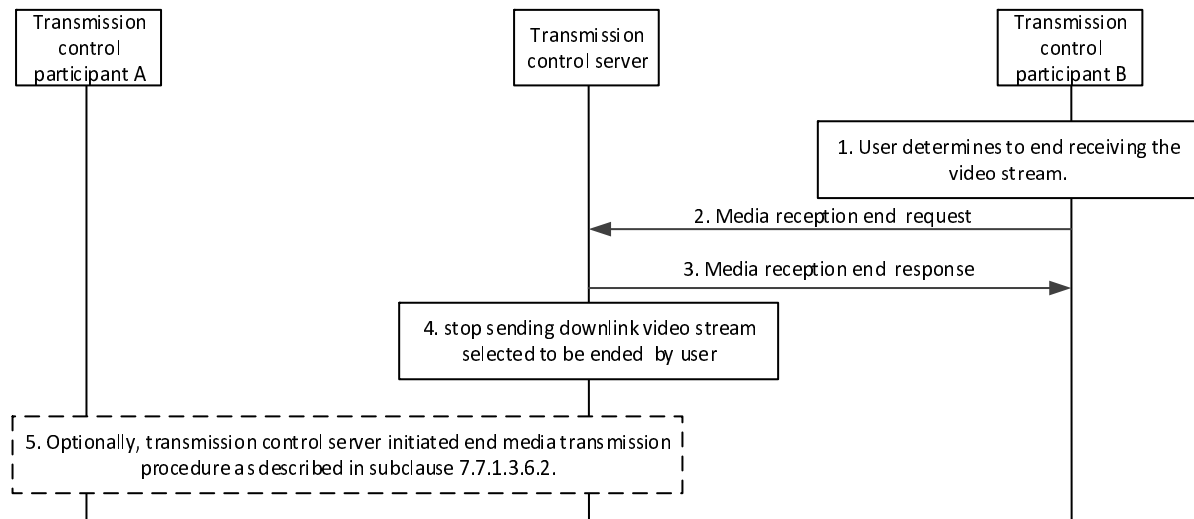 Transmission
control
participant A
Transmission
control server
Transmission
control
participant B
1. User determines to end receiving the
video stream.
2. Media reception end request
3. Media reception end response
4. stop sending downlink video stream
selected to be ended by user
5. Optionally, transmission control server initiated end media transmission
procedure as described in subclause 7.7.1.3.6.2.